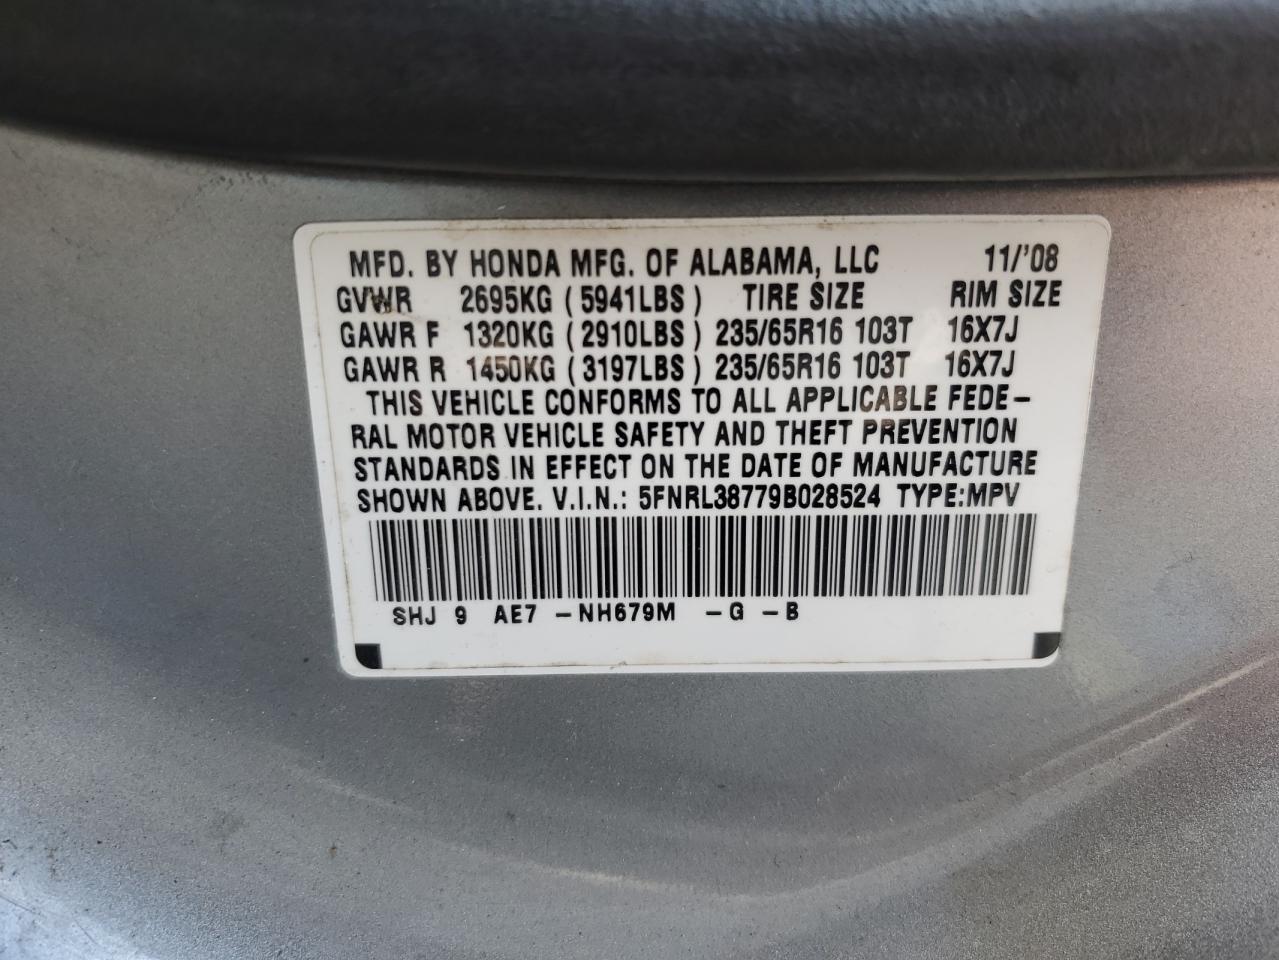 MFD. BY HONDA MFG. OF ALABAMA, LLC 11/'08
GVWR 2695KG (5941LBS) TIRE SIZE RIM SIZE
GAWR F 1320KG (2910LBS) 235/65R16 103T 16X7J
GAWR R 1450KG (3197LBS) 235/65R16 103T 16X7J
THIS VEHICLE CONFORMS TO ALL APPLICABLE FEDE-
RAL MOTOR VEHICLE SAFETY AND THEFT PREVENTION
STANDARDS IN EFFECT ON THE DATE OF MANUFACTURE
SHOWN ABOVE. V.I.N.: 5FNRL38779B028524 TYPE:MPV
SHJ 9 AE7 -NH679M -G -B